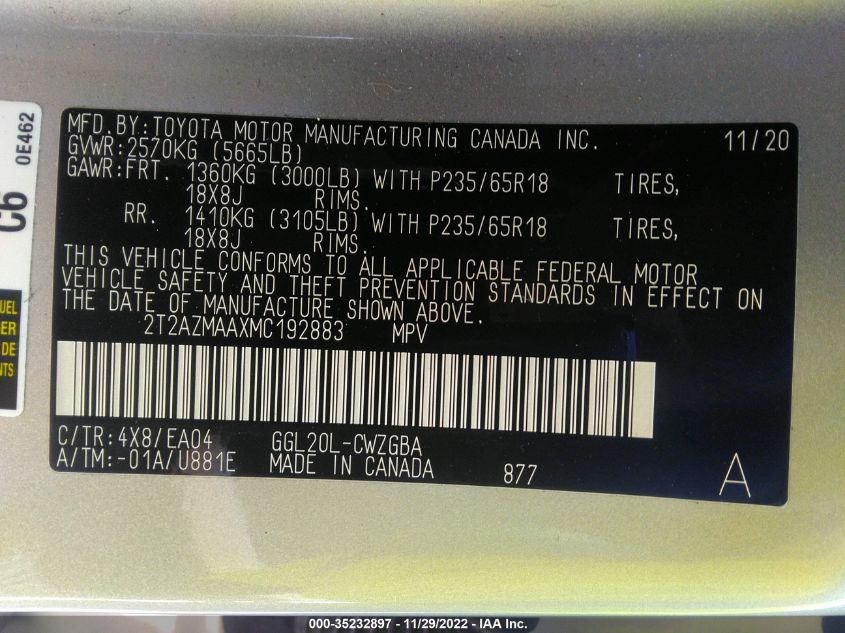 MFD.BY:TOYOTA MOTOR MANUFACTURING CANADA INC. 11/20
GVWR:2570KG (5665LB)
GAWR:FRT. 1360KG (3000LB) WITH P235/65R18 TIRES,
18X8J RIMS.
RR. 1410KG (3105LB) WITH P235/65R18 TIRES,
18X8J RIMS.
THIS VEHICLE CONFORMS TO ALL APPLICABLE FEDERAL MOTOR
VEHICLE SAFETY AND THEFT PREVENTION STANDARDS IN EFFECT ON
THE DATE OF MANUFACTURE SHOWN ABOVE.
2T2AZMAAXMC192883 MPV
C/TR:4X8/EA04 GGL20L-CWZGBA
A/TM:-01A/U881E MADE IN CANADA 877 A
0E462
C6
UEL
ER
DE
NTS
000-35232897 - 11/29/2022 - IAA Inc.